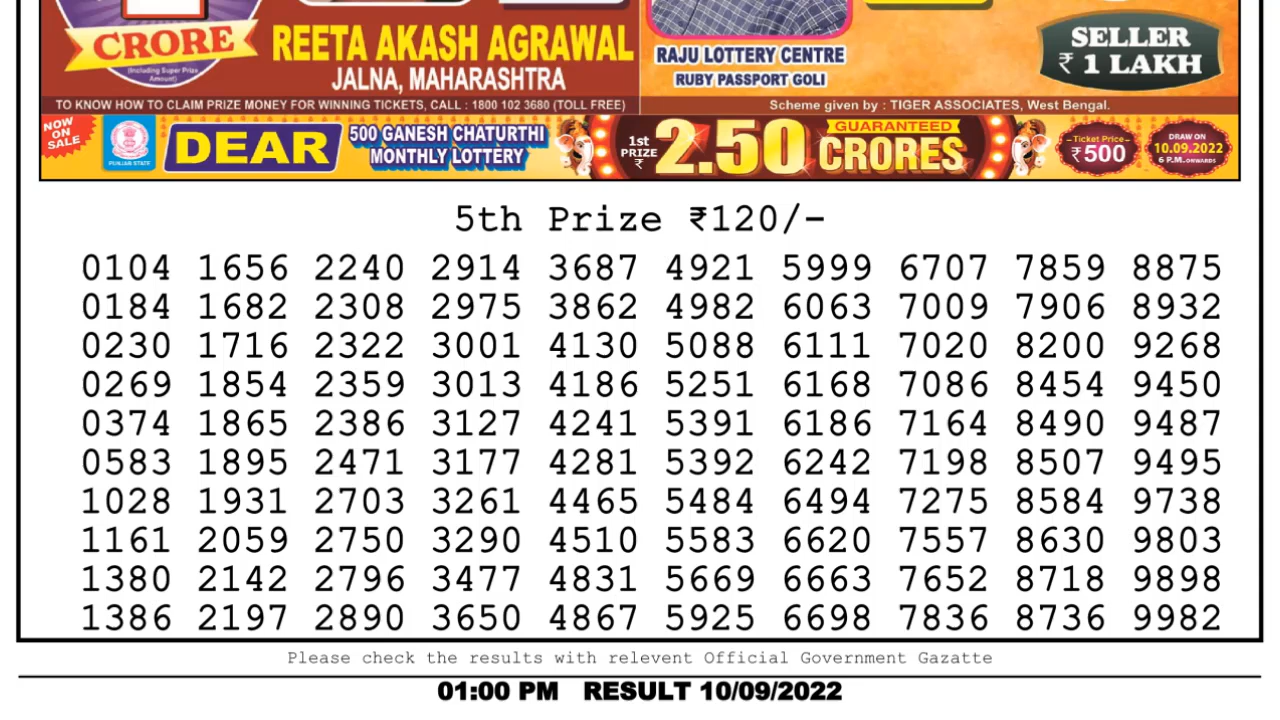 CRORE
(Including Super Prize
Amount)
REETA AKASH AGRAWAL
JALNA, MAHARASHTRA
RAJU LOTTERY CENTRE
RUBY PASSPORT GOLI
SELLER
₹ 1 LAKH
TO KNOW HOW TO CLAIM PRIZE MONEY FOR WINNING TICKETS, CALL : 1800 102 3680 (TOLL FREE)
Scheme given by : TIGER ASSOCIATES, West Bengal.
NOW
ON
SALE
PUNJAB STATE
DEAR
500 GANESH CHATURTHI
MONTHLY LOTTERY
1st
PRIZE
₹
2.50
GUARANTEED
CRORES
Ticket Price
₹500
DRAW ON
10.09.2022
6 P.M. ONWARDS
5th Prize ₹120/-
0104 1656 2240 2914 3687 4921 5999 6707 7859 8875
0184 1682 2308 2975 3862 4982 6063 7009 7906 8932
0230 1716 2322 3001 4130 5088 6111 7020 8200 9268
0269 1854 2359 3013 4186 5251 6168 7086 8454 9450
0374 1865 2386 3127 4241 5391 6186 7164 8490 9487
0583 1895 2471 3177 4281 5392 6242 7198 8507 9495
1028 1931 2703 3261 4465 5484 6494 7275 8584 9738
1161 2059 2750 3290 4510 5583 6620 7557 8630 9803
1380 2142 2796 3477 4831 5669 6663 7652 8718 9898
1386 2197 2890 3650 4867 5925 6698 7836 8736 9982
Please check the results with relevent Official Government Gazatte
01:00 PM RESULT 10/09/2022